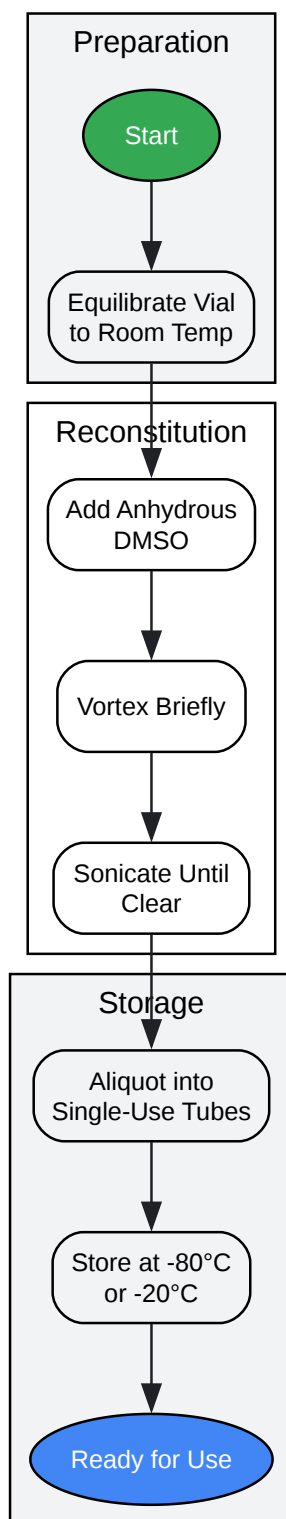 Preparation
Start
Equilibrate Vial
to Room Temp
Reconstitution
Add Anhydrous
DMSO
Vortex Briefly
Sonicate Until
Clear
Storage
Aliquot into
Single-Use Tubes
Store at -80°C
or -20°C
Ready for Use